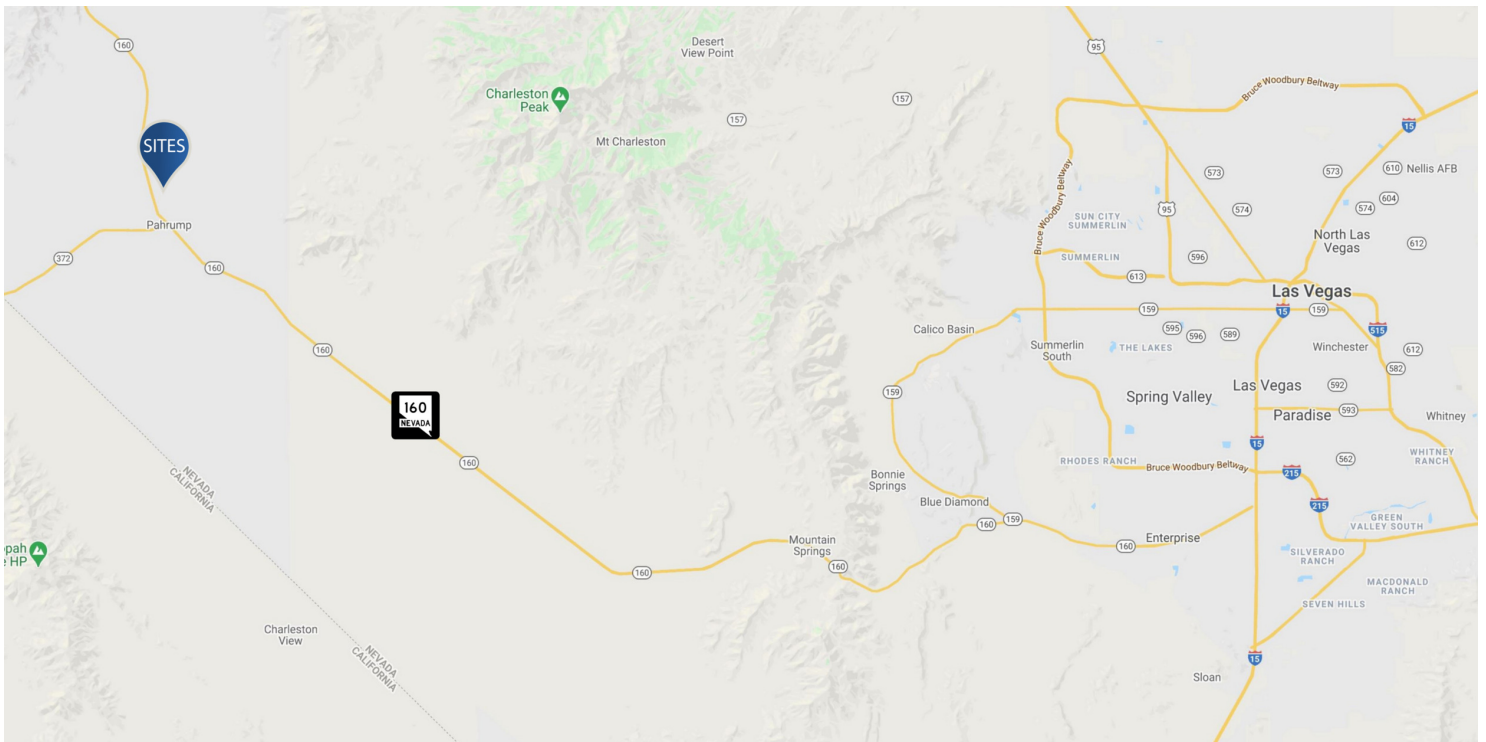 160
95
Desert
View Point
Bruce Woodbury Beltway
Charleston
Peak
157
157
15
SITES
Mt Charleston
573
573
610
Nellis AFB
604
95
574
574
SUN CITY
SUMMERLIN
Bruce Woodbury Beltway
Pahrump
North Las
Vegas
612
372
160
SUMMERLIN
596
613
Las Vegas
159
15
159
Calico Basin
595
596
589
515
160
Summerlin
South
THE LAKES
Winchester
612
582
159
Spring Valley
Las Vegas
592
160
NEVADA
Paradise
593
Whitney
15
160
RHODES RANCH
Bruce Woodbury Beltway
562
WHITNEY
RANCH
215
NEVADA
CALIFORNIA
Bonnie
Springs
Blue Diamond
215
160
159
GREEN
VALLEY SOUTH
Mountain
Springs
160
Enterprise
opah
e HP
SILVERADO
RANCH
160
160
MACDONALD
RANCH
SEVEN HILLS
Charleston
View
NEVADA
CALIFORNIA
15
Sloan